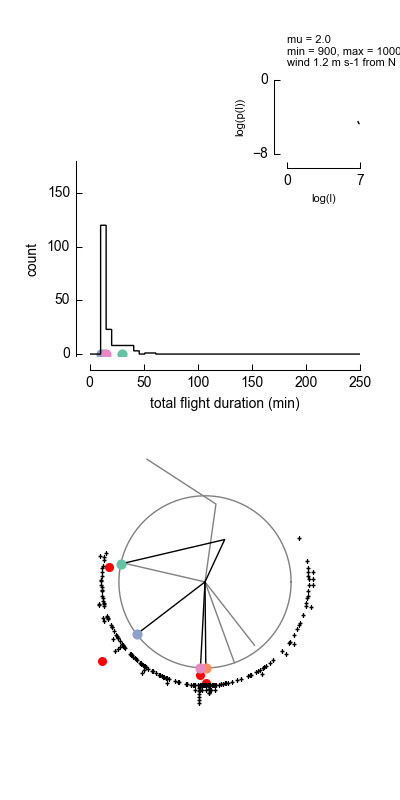 mu = 2.0
min = 900, max = 1000
wind 1.2 m s-1 from N
0
log(p(l))
−8
0 7
log(l)
150
100
50
0
count
0 50 100 150 200 250
total flight duration (min)